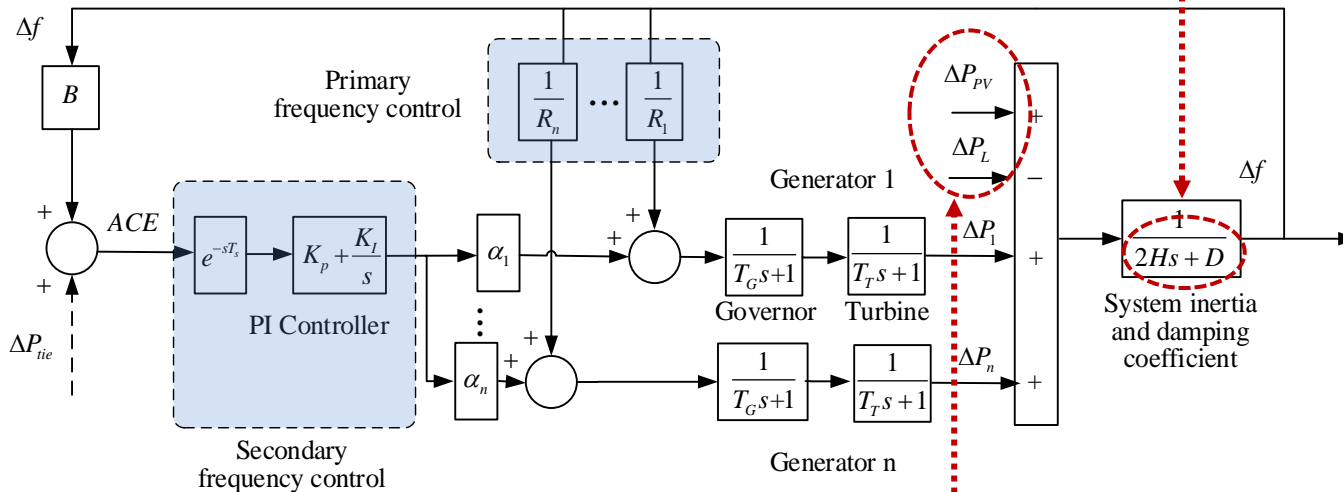 Δf
B
Primary
frequency control
1
R_n
...
1
R_1
ΔP_PV
+
ΔP_L
−
Generator 1
Δf
+
ACE
+
ΔP_tie
e^{-sT_s}
K_p + K_I
s
PI Controller
α_1
⋮
α_n
+
+
+
+
1
T_G s+1
Governor
1
T_T s+1
Turbine
ΔP_1
+
1
2Hs + D
System inertia
and damping
coefficient
1
T_G s+1
1
T_T s+1
ΔP_n
+
Secondary
frequency control
Generator n